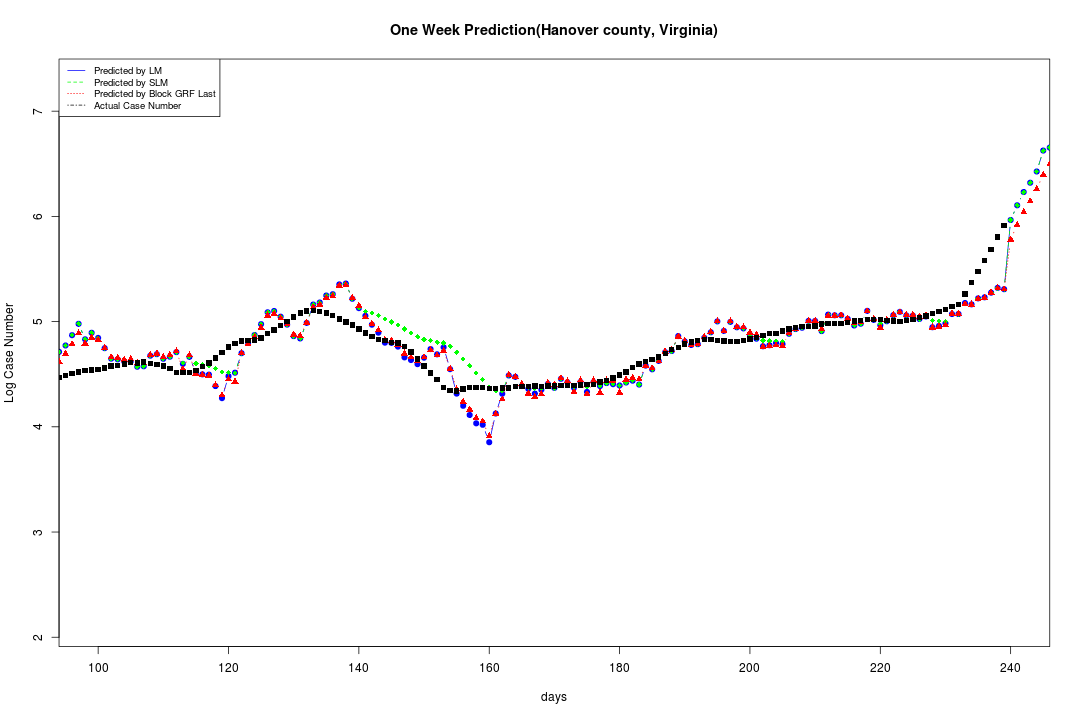 One Week Prediction(Hanover county, Virginia)
Predicted by LM
Predicted by SLM
Predicted by Block GRF Last
Actual Case Number
7
6
5
4
3
2
Log Case Number
100 120 140 160 180 200 220 240
days